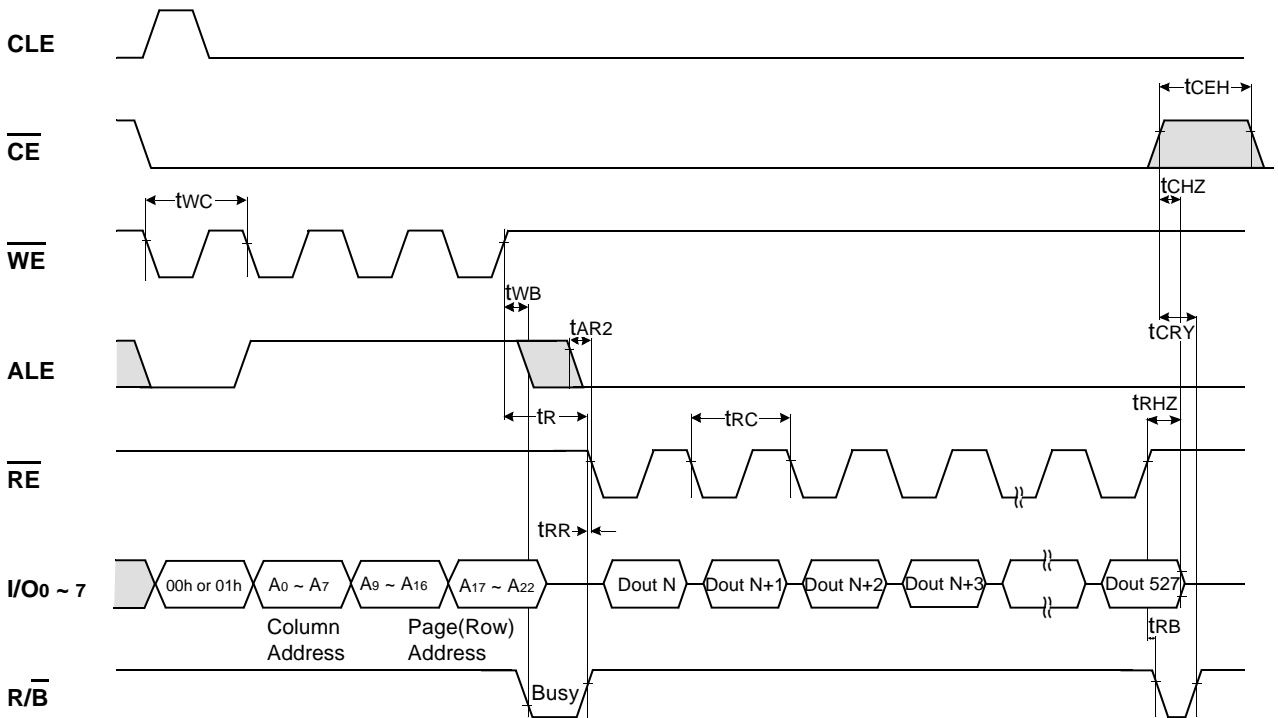 CLE
tCEH
CE
tCHZ
tWC
WE
tWB
tCRY
tAR2
ALE
tRHZ
tR
tRC
RE
tRR
I/O0 ~ 7
00h or 01h
A0 ~ A7
A9 ~ A16
A17 ~ A22
Dout N
Dout N+1
Dout N+2
Dout N+3
Dout 527
Column
Address
Page(Row)
Address
tRB
R/B
Busy